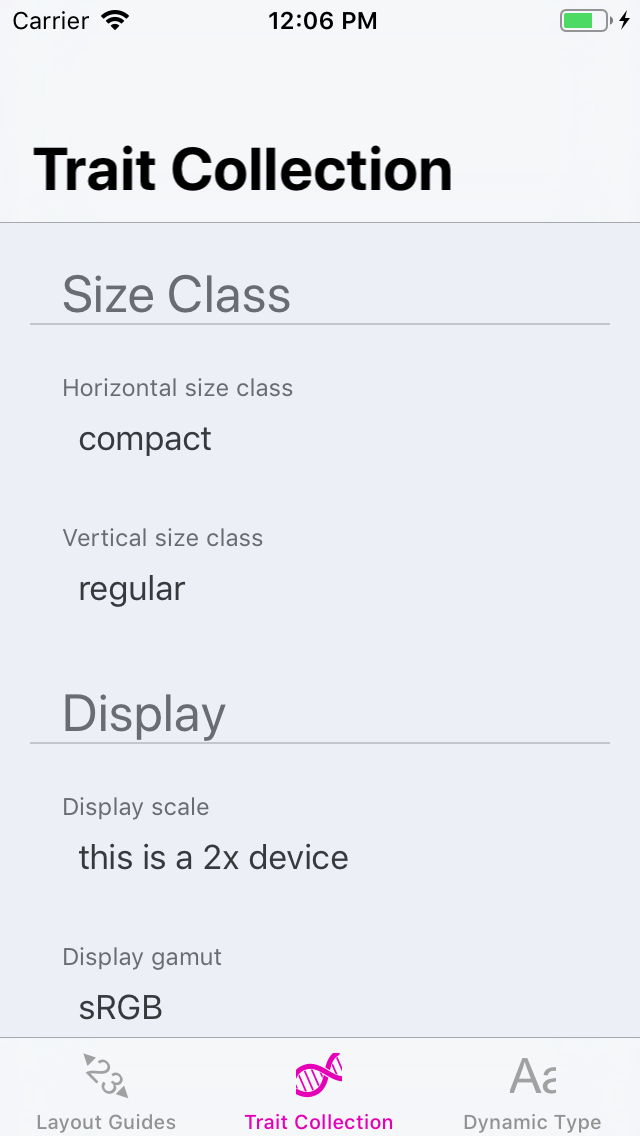 Carrier 12:06 PM
Trait Collection
Size Class
Horizontal size class
compact
Vertical size class
regular
Display
Display scale
this is a 2x device
Display gamut
sRGB
23 Aa
Layout Guides Trait Collection Dynamic Type